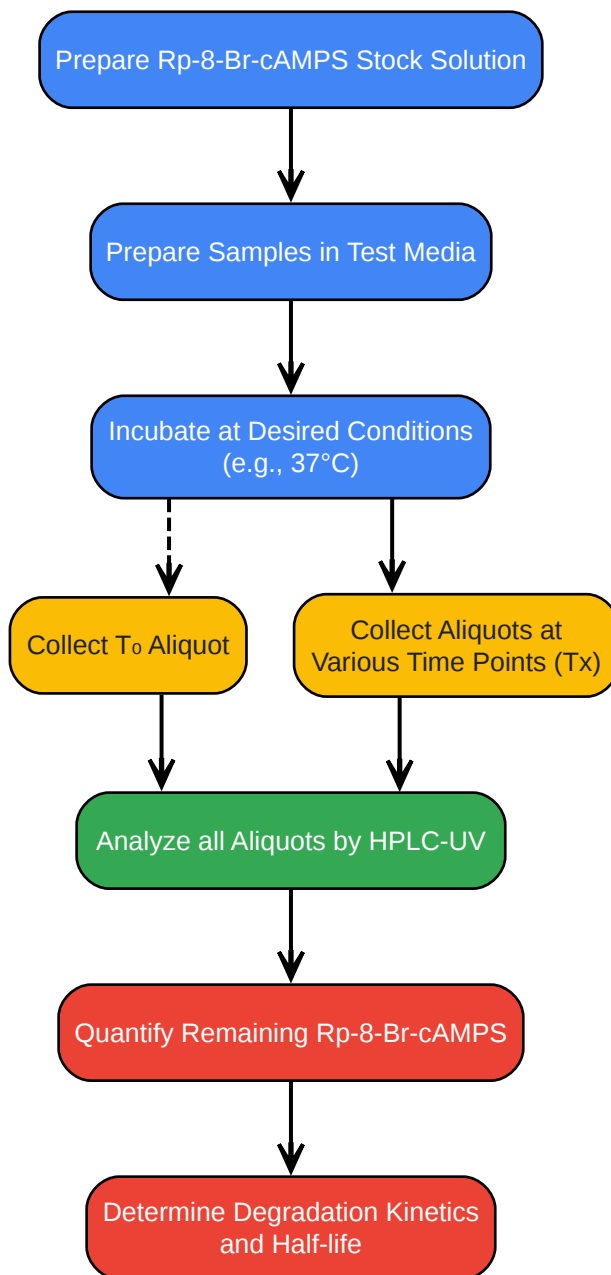 Prepare Rp-8-Br-cAMPS Stock Solution
Prepare Samples in Test Media
Incubate at Desired Conditions
(e.g., 37°C)
Collect T₀ Aliquot
Collect Aliquots at
Various Time Points (Tx)
Analyze all Aliquots by HPLC-UV
Quantify Remaining Rp-8-Br-cAMPS
Determine Degradation Kinetics
and Half-life